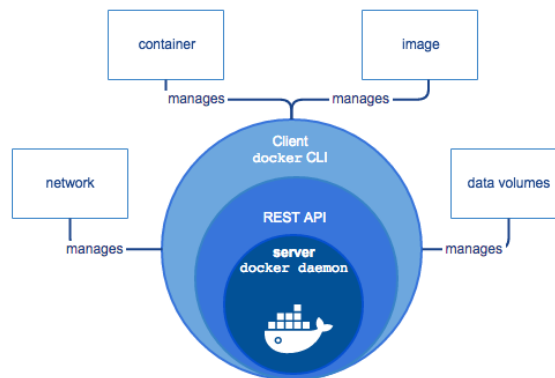 container
image
manages
manages
Client
docker CLI
network
data volumes
REST API
manages
manages
server
docker daemon